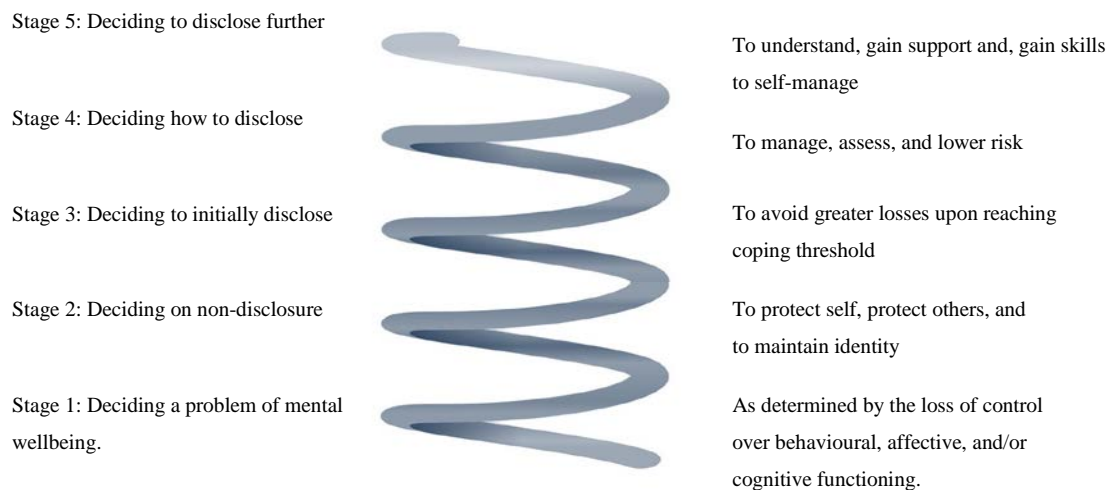 Stage 5: Deciding to disclose further
To understand, gain support and, gain skills
to self-manage
Stage 4: Deciding how to disclose
To manage, assess, and lower risk
Stage 3: Deciding to initially disclose
To avoid greater losses upon reaching
coping threshold
Stage 2: Deciding on non-disclosure
To protect self, protect others, and
to maintain identity
Stage 1: Deciding a problem of mental
wellbeing.
As determined by the loss of control
over behavioural, affective, and/or
cognitive functioning.